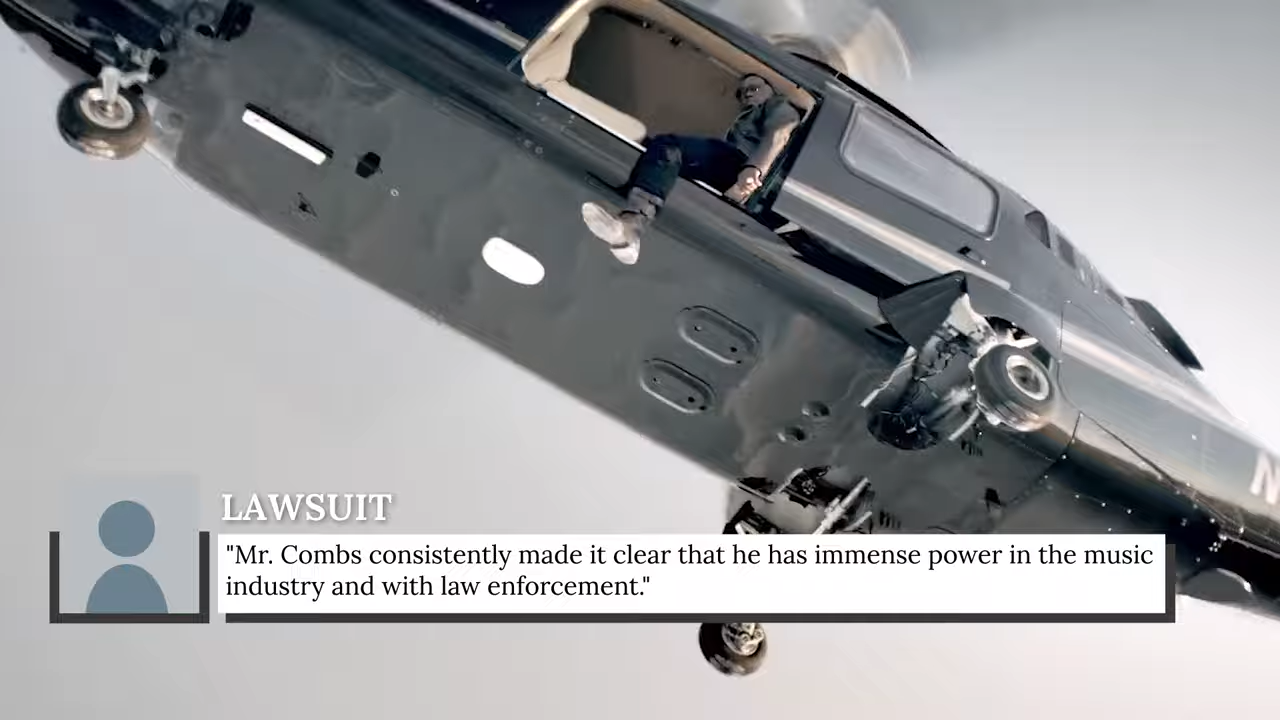 LAWSUIT
"Mr. Combs consistently made it clear that he has immense power in the music
industry and with law enforcement."
N